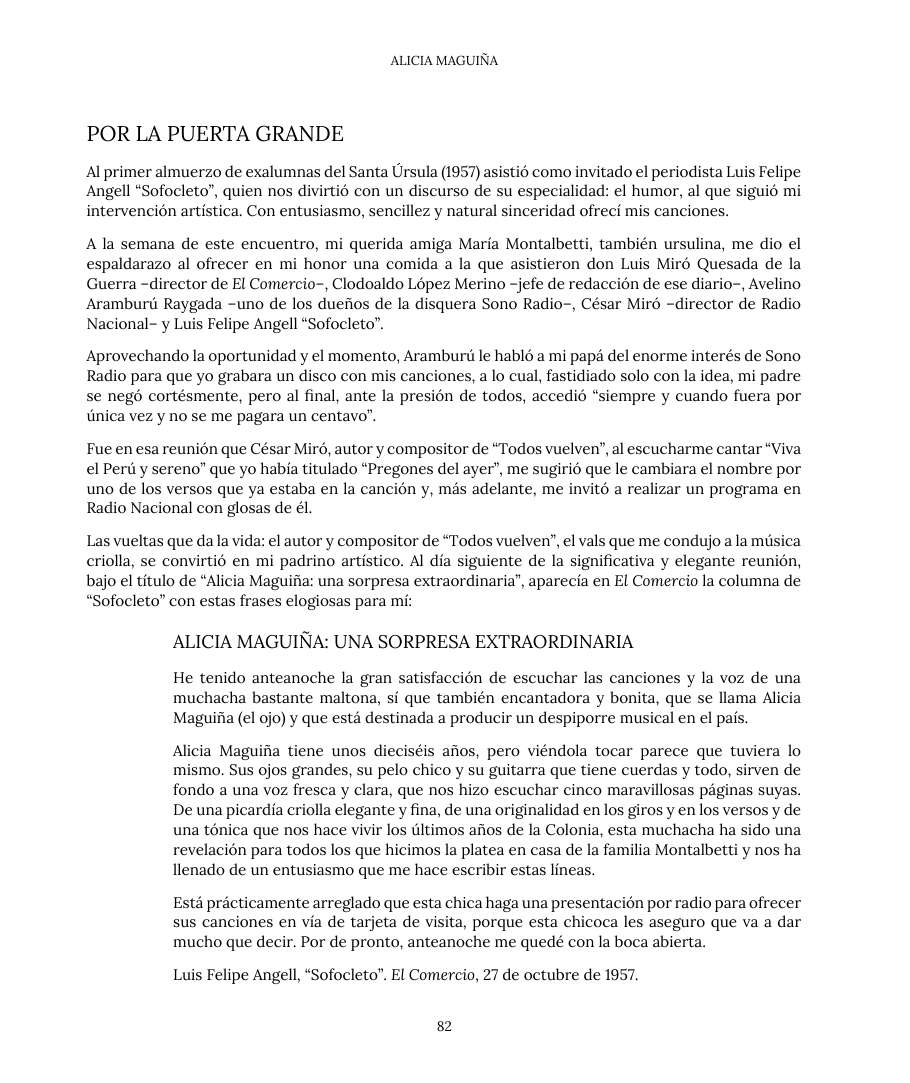 ALICIA MAGUIÑA
POR LA PUERTA GRANDE
Al primer almuerzo de exalumnas del Santa Úrsula (1957) asistió como invitado el periodista Luis Felipe
Angell “Sofocleto”, quien nos divirtió con un discurso de su especialidad: el humor, al que siguió mi
intervención artística. Con entusiasmo, sencillez y natural sinceridad ofrecí mis canciones.
A la semana de este encuentro, mi querida amiga María Montalbetti, también ursulina, me dio el
espaldarazo al ofrecer en mi honor una comida a la que asistieron don Luis Miró Quesada de la
Guerra –director de El Comercio–, Clodoaldo López Merino –jefe de redacción de ese diario–, Avelino
Aramburú Raygada –uno de los dueños de la disquera Sono Radio–, César Miró –director de Radio
Nacional– y Luis Felipe Angell “Sofocleto”.
Aprovechando la oportunidad y el momento, Aramburú le habló a mi papá del enorme interés de Sono
Radio para que yo grabara un disco con mis canciones, a lo cual, fastidiado solo con la idea, mi padre
se negó cortésmente, pero al final, ante la presión de todos, accedió “siempre y cuando fuera por
única vez y no se me pagara un centavo”.
Fue en esa reunión que César Miró, autor y compositor de “Todos vuelven”, al escucharme cantar “Viva
el Perú y sereno” que yo había titulado “Pregones del ayer”, me sugirió que le cambiara el nombre por
uno de los versos que ya estaba en la canción y, más adelante, me invitó a realizar un programa en
Radio Nacional con glosas de él.
Las vueltas que da la vida: el autor y compositor de “Todos vuelven”, el vals que me condujo a la música
criolla, se convirtió en mi padrino artístico. Al día siguiente de la significativa y elegante reunión,
bajo el título de “Alicia Maguiña: una sorpresa extraordinaria”, aparecía en El Comercio la columna de
“Sofocleto” con estas frases elogiosas para mí:
ALICIA MAGUIÑA: UNA SORPRESA EXTRAORDINARIA
He tenido anteanoche la gran satisfacción de escuchar las canciones y la voz de una
muchacha bastante maltona, sí que también encantadora y bonita, que se llama Alicia
Maguiña (el ojo) y que está destinada a producir un despiporre musical en el país.
Alicia Maguiña tiene unos dieciséis años, pero viéndola tocar parece que tuviera lo
mismo. Sus ojos grandes, su pelo chico y su guitarra que tiene cuerdas y todo, sirven de
fondo a una voz fresca y clara, que nos hizo escuchar cinco maravillosas páginas suyas.
De una picardía criolla elegante y fina, de una originalidad en los giros y en los versos y de
una tónica que nos hace vivir los últimos años de la Colonia, esta muchacha ha sido una
revelación para todos los que hicimos la platea en casa de la familia Montalbetti y nos ha
llenado de un entusiasmo que me hace escribir estas líneas.
Está prácticamente arreglado que esta chica haga una presentación por radio para ofrecer
sus canciones en vía de tarjeta de visita, porque esta chicoca les aseguro que va a dar
mucho que decir. Por de pronto, anteanoche me quedé con la boca abierta.
Luis Felipe Angell, “Sofocleto”. El Comercio, 27 de octubre de 1957.
82